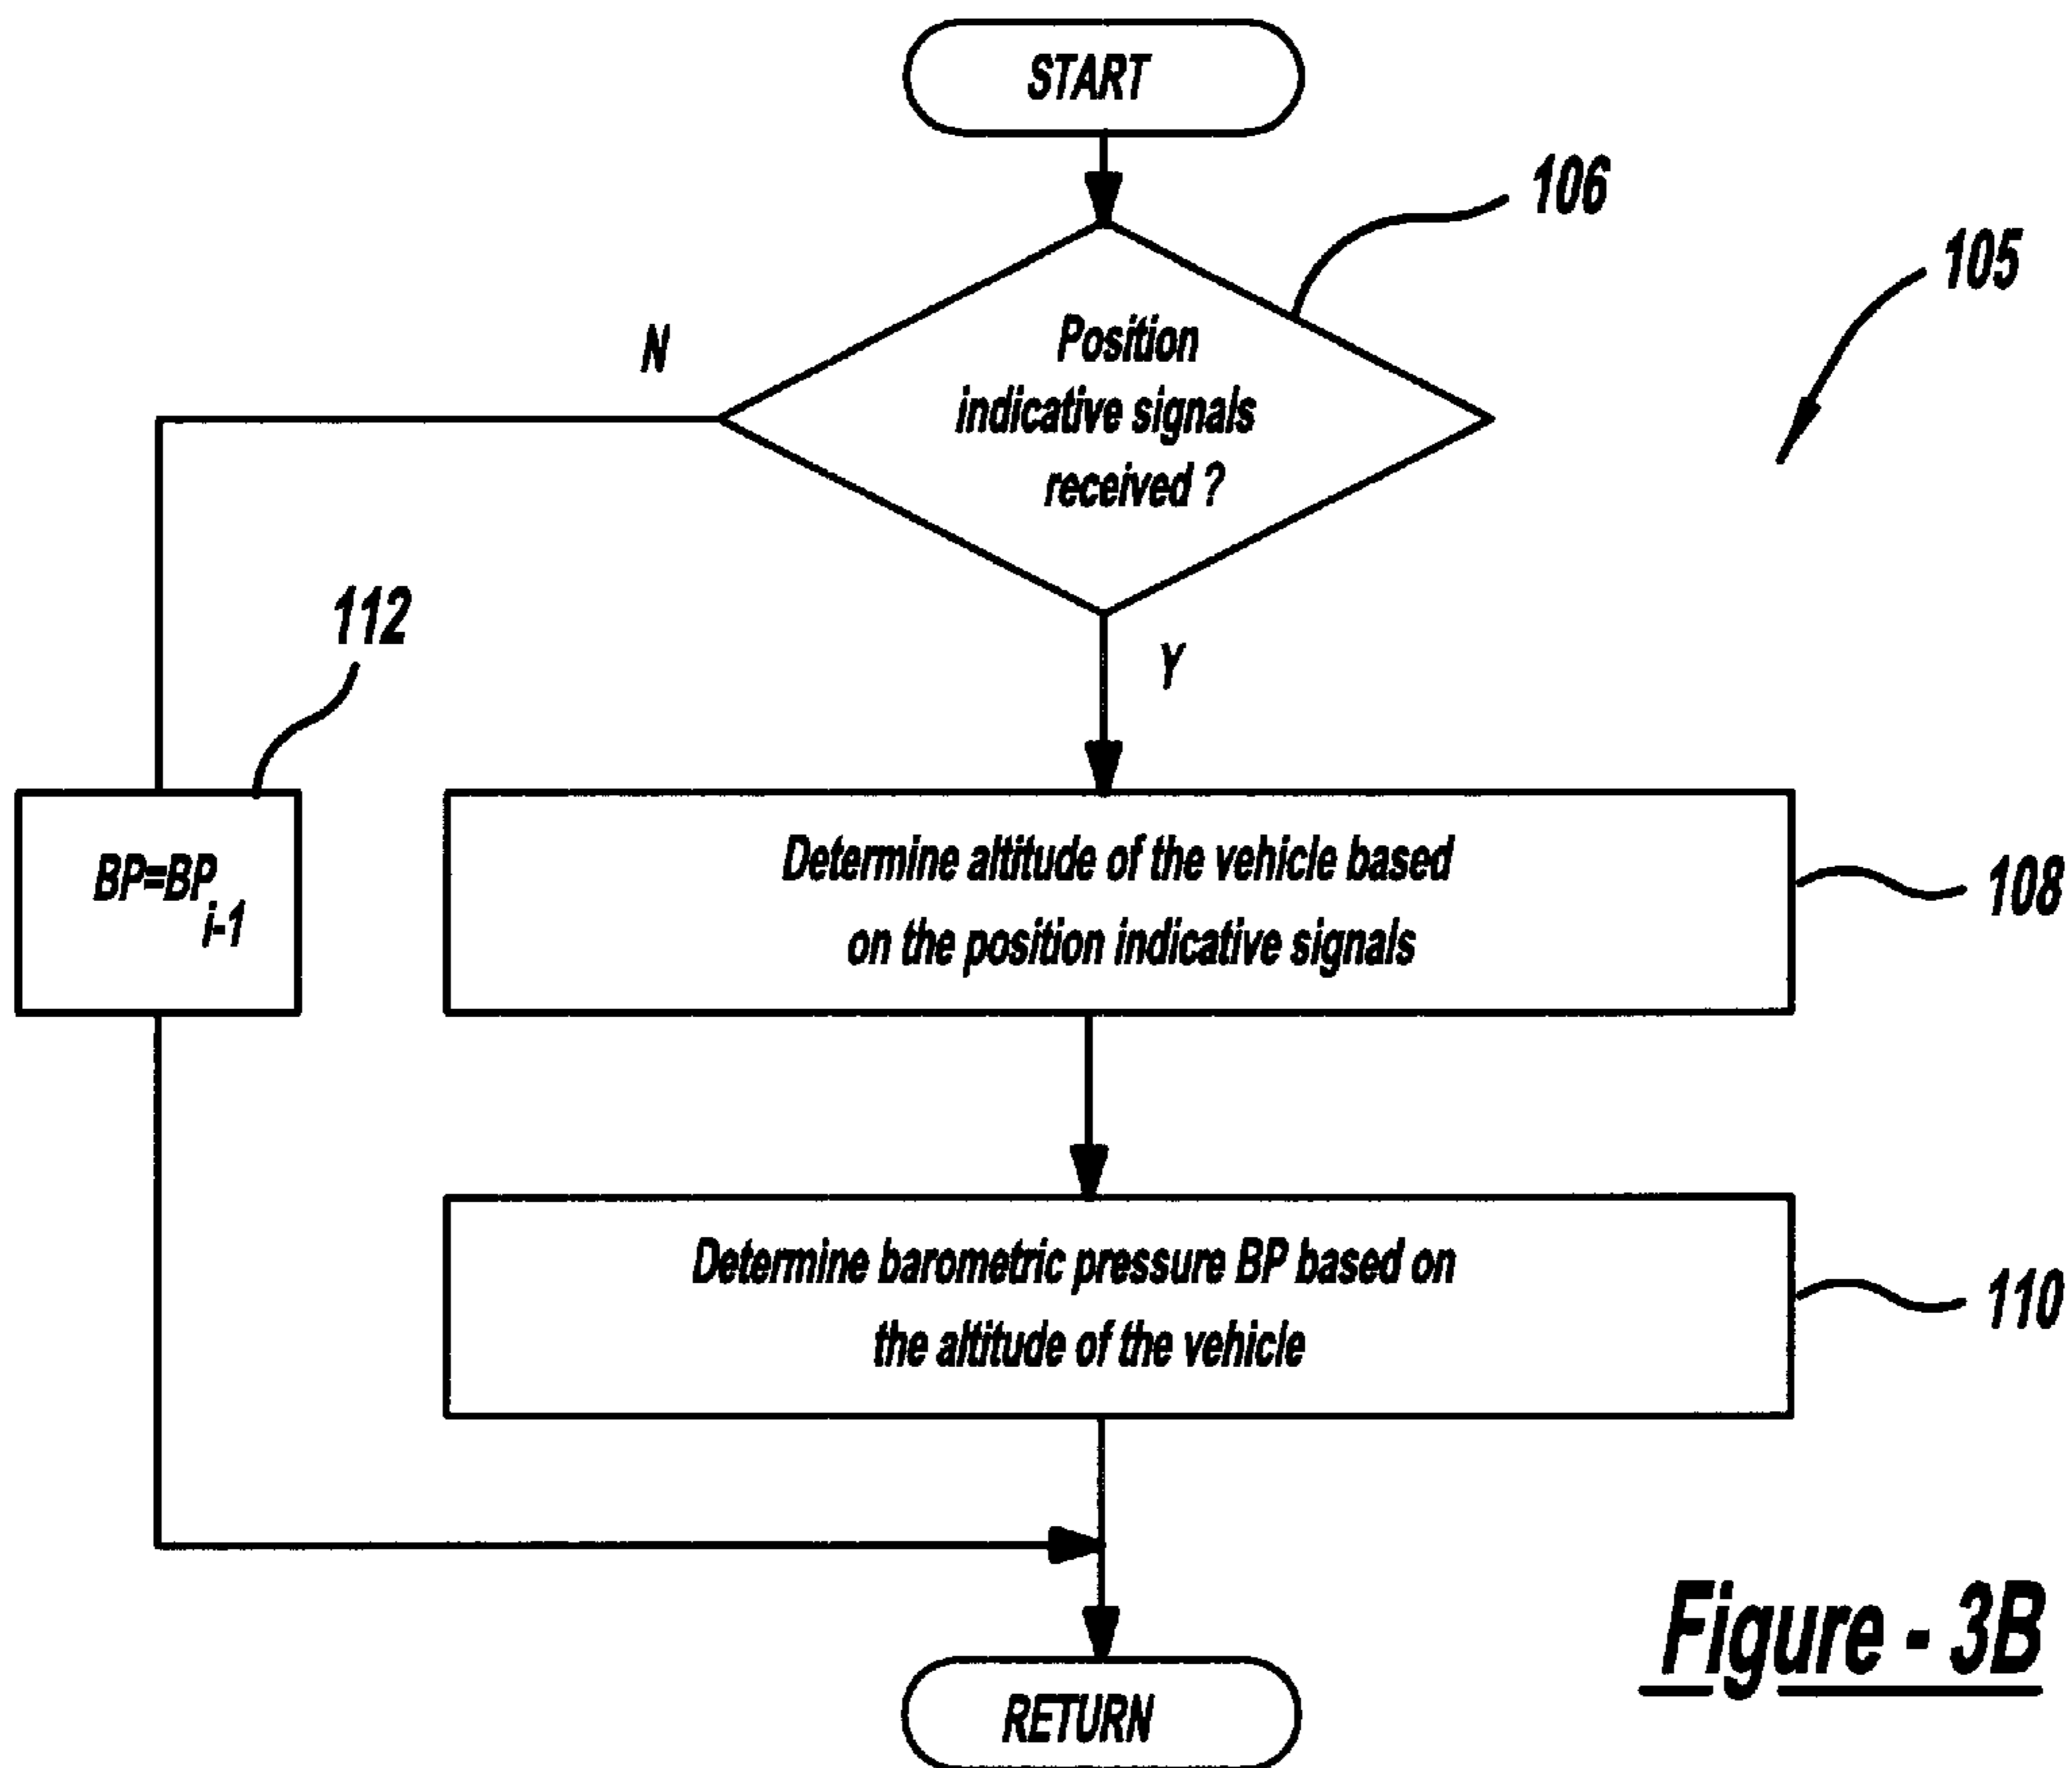 START
106
105
N
Position
indicative signals
received ?
Y
112
BP=BP
i-1
Determine altitude of the vehicle based
on the position indicative signals
108
Determine barometric pressure BP based on
the altitude of the vehicle
110
RETURN
Figure - 3B